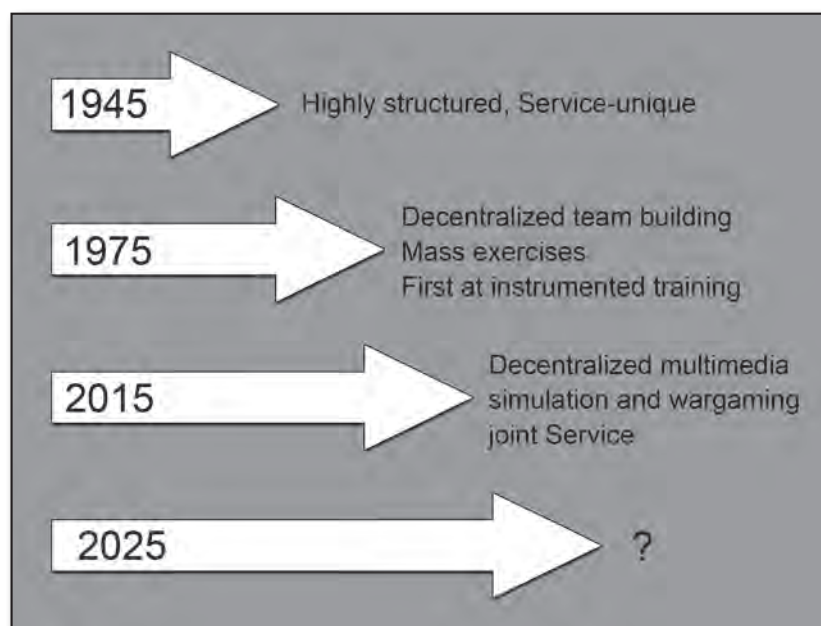 1945
Highly structured, Service-unique
1975
Decentralized team building
Mass exercises
First at instrumented training
2015
Decentralized multimedia
simulation and wargaming
joint Service
2025
?